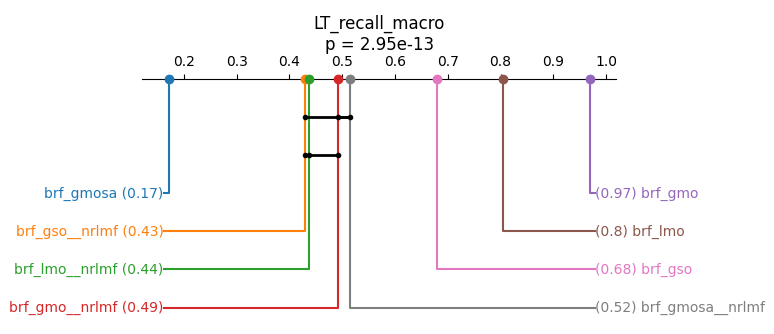 LT_recall_macro
p = 2.95e-13
0.2 0.3 0.4 0.5 0.6 0.7 0.8 0.9 1.0
brf_gmosa (0.17) (0.97) brf_gmo
brf_gso__nrlmf (0.43) (0.8) brf_lmo
brf_lmo__nrlmf (0.44) (0.68) brf_gso
brf_gmo__nrlmf (0.49) (0.52) brf_gmosa__nrlmf